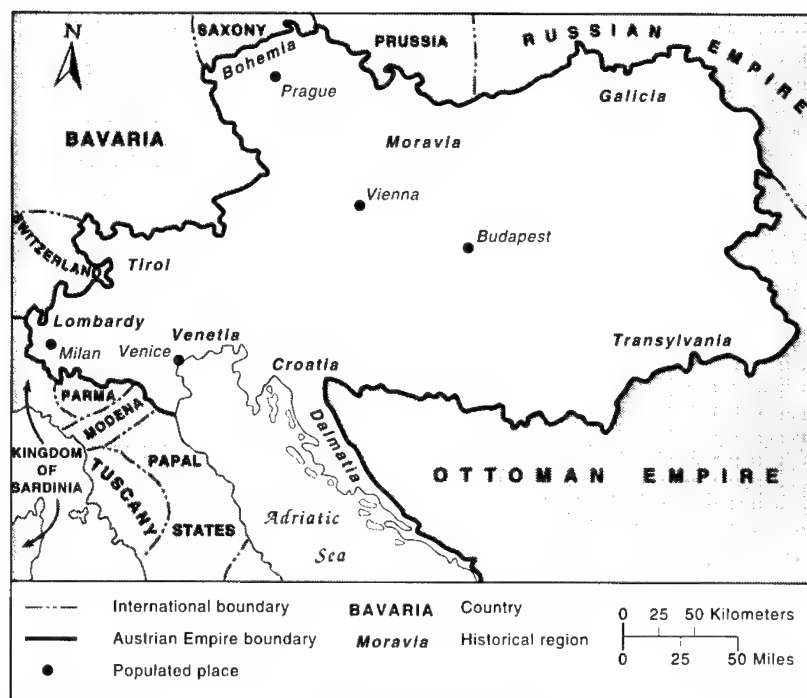 N
SAXONY
PRUSSIA
RUSSIAN EMPIRE
Bohemia
Prague
Galicia
BAVARIA
Moravia
Vienna
Budapest
SWITZERLAND
Tirol
Lombardy
Milan
Venice
Venetia
Croatia
Transylvania
PARMA
MODENA
Dalmatia
KINGDOM
OF
SARDINIA
TUSCANY
PAPAL
STATES
OTTOMAN EMPIRE
Adriatic
Sea
International boundary
BAVARIA Country
0 25 50 Kilometers
Austrian Empire boundary
Moravia Historical region
0 25 50 Miles
Populated place